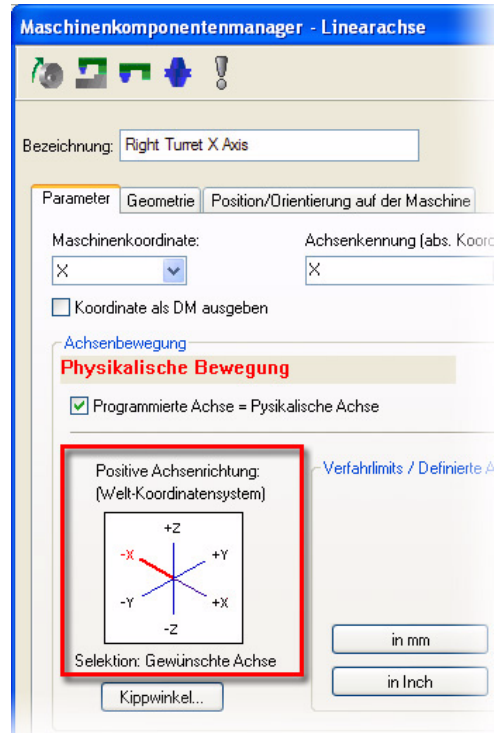 Maschinenkomponentenmanager - Linearachse
Bezeichnung: Right Turret X Axis
Parameter Geometrie Position/Orientierung auf der Maschine
Maschinenkoordinate: Achsenkennung (abs. Koord
X X
Koordinate als DM ausgeben
Achsenbewegung
Physikalische Bewegung
Programmierte Achse = Pysikalische Achse
Positive Achsenrichtung: Verfahrlimits / Definierte A
(Welt-Koordinatensystem)
+Z
-X +Y
-Y +X
-Z
in mm
Selektion: Gewünschte Achse
in Inch
Kippwinkel...